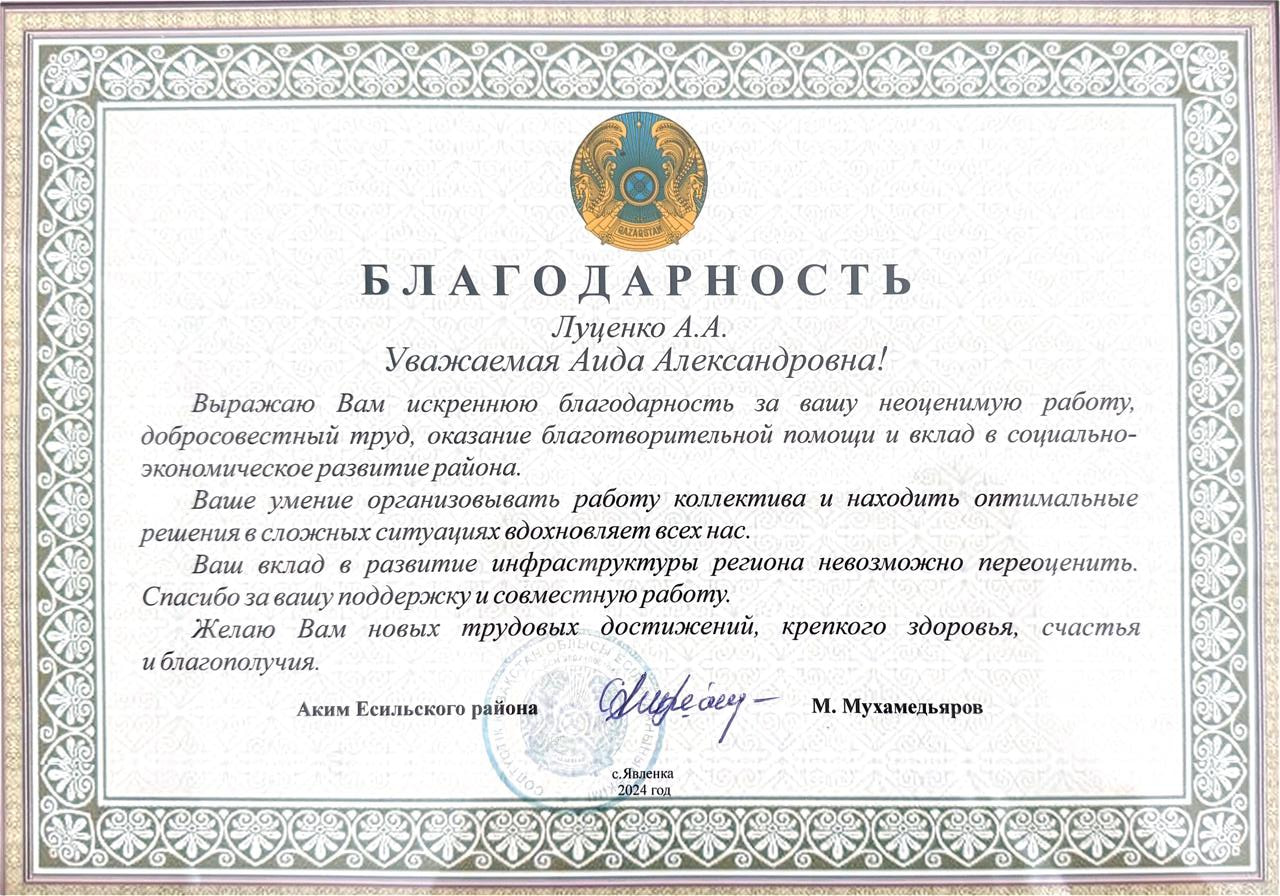 QAZAQSTAN
БЛАГОДАРНОСТЬ
Луценко А.А.
Уважаемая Аида Александровна!
Выражаю Вам искреннюю благодарность за вашу неоценимую работу,
добросовестный труд, оказание благотворительной помощи и вклад в социально-
экономическое развитие района.
Ваше умение организовывать работу коллектива и находить оптимальные
решения в сложных ситуациях вдохновляет всех нас.
Ваш вклад в развитие инфраструктуры региона невозможно переоценить.
Спасибо за вашу поддержку и совместную работу.
Желаю Вам новых трудовых достижений, крепкого здоровья, счастья
и благополучия.
Аким Есильского района М. Мухамедьяров
с.Явленка
2024 год